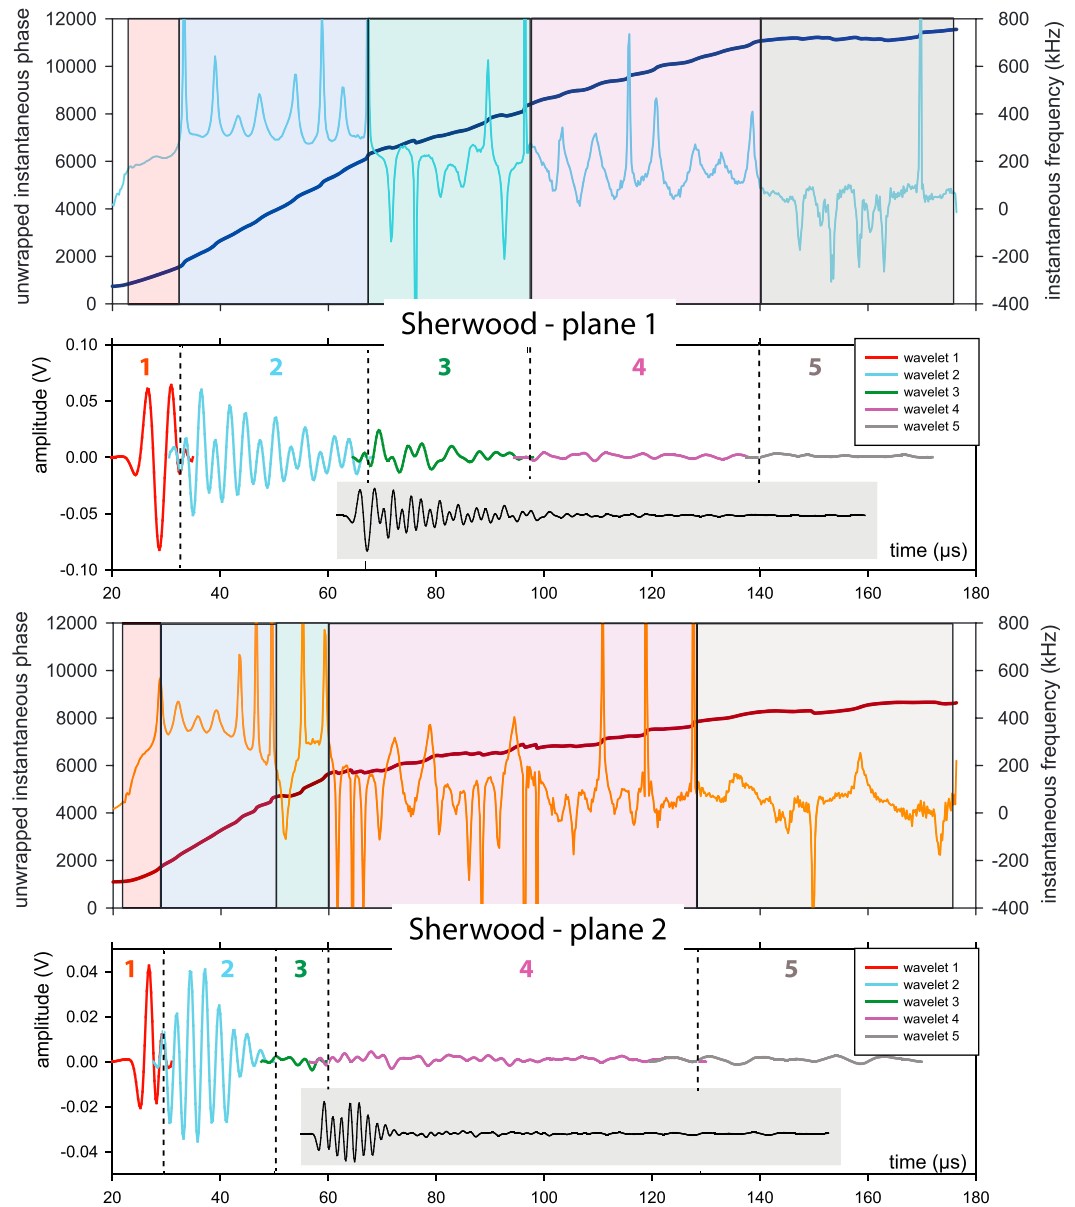 unwrapped instantaneous phase
12000
10000
8000
6000
4000
2000
0
800
600
400
200
0
-200
-400
instantaneous frequency (kHz)
Sherwood - plane 1
amplitude (V)
0.10
0.05
0.00
-0.05
-0.10
1 2 3 4 5
wavelet 1
wavelet 2
wavelet 3
wavelet 4
wavelet 5
time (µs)
20 40 60 80 100 120 140 160 180
unwrapped instantaneous phase
12000
10000
8000
6000
4000
2000
0
800
600
400
200
0
-200
-400
instantaneous frequency (kHz)
Sherwood - plane 2
amplitude (V)
0.04
0.02
0.00
-0.02
-0.04
1 2 3 4 5
wavelet 1
wavelet 2
wavelet 3
wavelet 4
wavelet 5
time (µs)
20 40 60 80 100 120 140 160 180